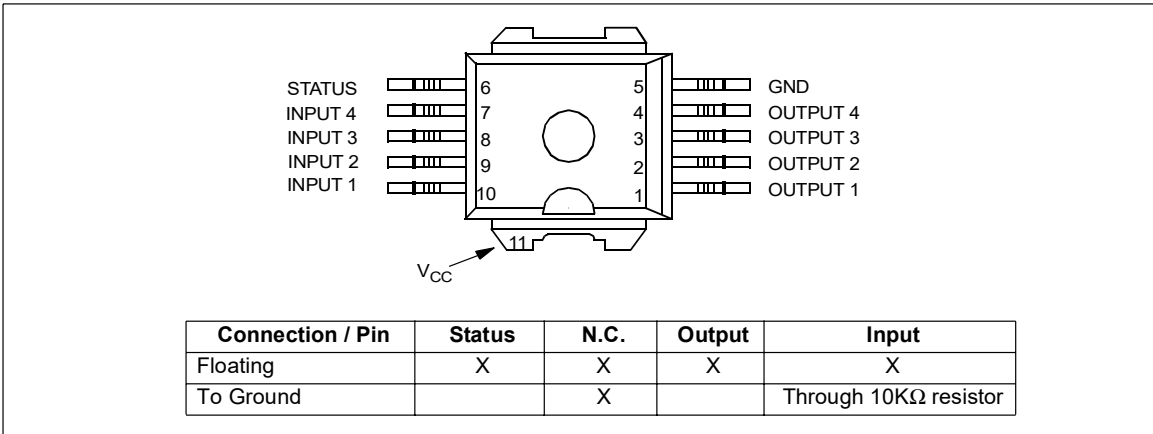 STATUS 6 5 GND
INPUT 4 7 4 OUTPUT 4
INPUT 3 8 3 OUTPUT 3
INPUT 2 9 2 OUTPUT 2
INPUT 1 10 1 OUTPUT 1
11
VCC
Connection / Pin Status N.C. Output Input
Floating X X X X
To Ground X Through 10KΩ resistor